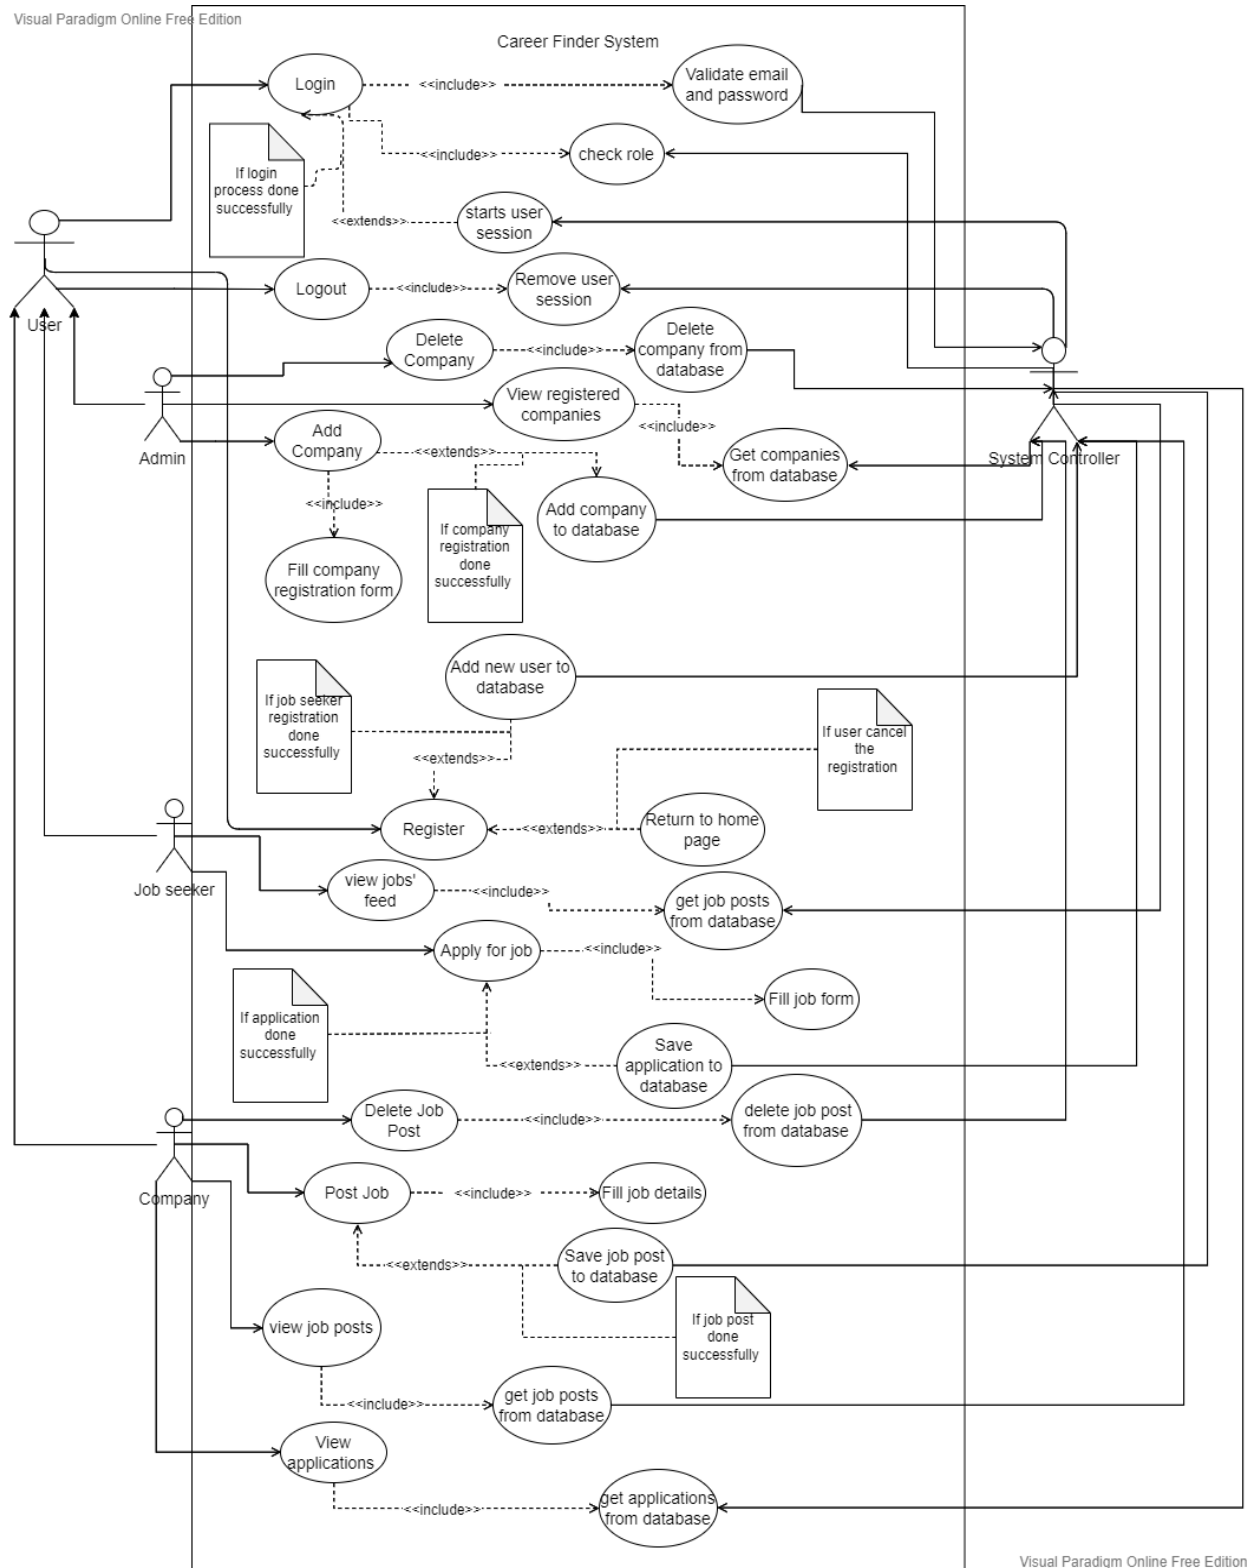 Visual Paradigm Online Free Edition
Career Finder System
Login
<<include>>
Validate email
and password
<<include>>
check role
If login
process done
successfully
<<extends>>
starts user
session
Logout
<<include>>
Remove user
session
User
Delete
Company
<<include>>
Delete
company from
database
View registered
companies
<<include>>
Admin
Add
Company
<<extends>>
Get companies
from database
System Controller
<<include>>
If company
registration
done
successfully
Add company
to database
Fill company
registration form
Add new user to
database
If job seeker
registration
done
successfully
If user cancel
the
registration
<<extends>>
Register
<<extends>>
Return to home
page
Job seeker
view jobs'
feed
<<include>>
get job posts
from database
Apply for job
<<include>>
Fill job form
If application
done
successfully
<<extends>>
Save
application to
database
Delete Job
Post
<<include>>
delete job post
from database
Company
Post Job
<<include>>
Fill job details
<<extends>>
Save job post
to database
If job post
done
successfully
view job posts
<<include>>
get job posts
from database
View
applications
<<include>>
get applications
from database
Visual Paradigm Online Free Edition